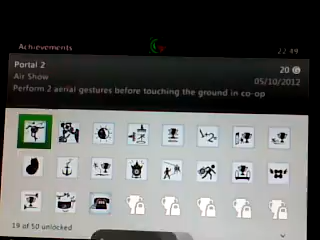 Achievements
22:49
Portal 2
20 G
Air Show
05/10/2012
Perform 2 aerial gestures before touching the ground in co-op
19 of 50 unlocked